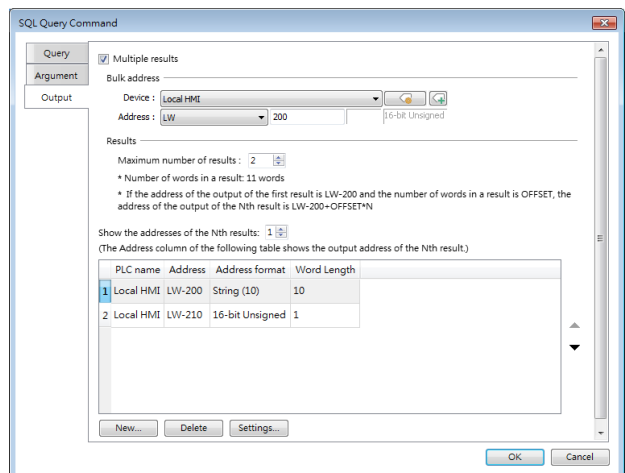 SQL Query Command
Query
Argument
Output
Multiple results
Bulk address
Device : Local HMI
Address : LW 200 16-bit Unsigned
Results
Maximum number of results : 2
* Number of words in a result: 11 words
* If the address of the output of the first result is LW-200 and the number of words in a result is OFFSET, the
address of the output of the Nth result is LW-200+OFFSET*N
Show the addresses of the Nth results: 1
(The Address column of the following table shows the output address of the Nth result.)
PLC name Address Address format Word Length
1 Local HMI LW-200 String (10) 10
2 Local HMI LW-210 16-bit Unsigned 1
New... Delete Settings...
OK Cancel